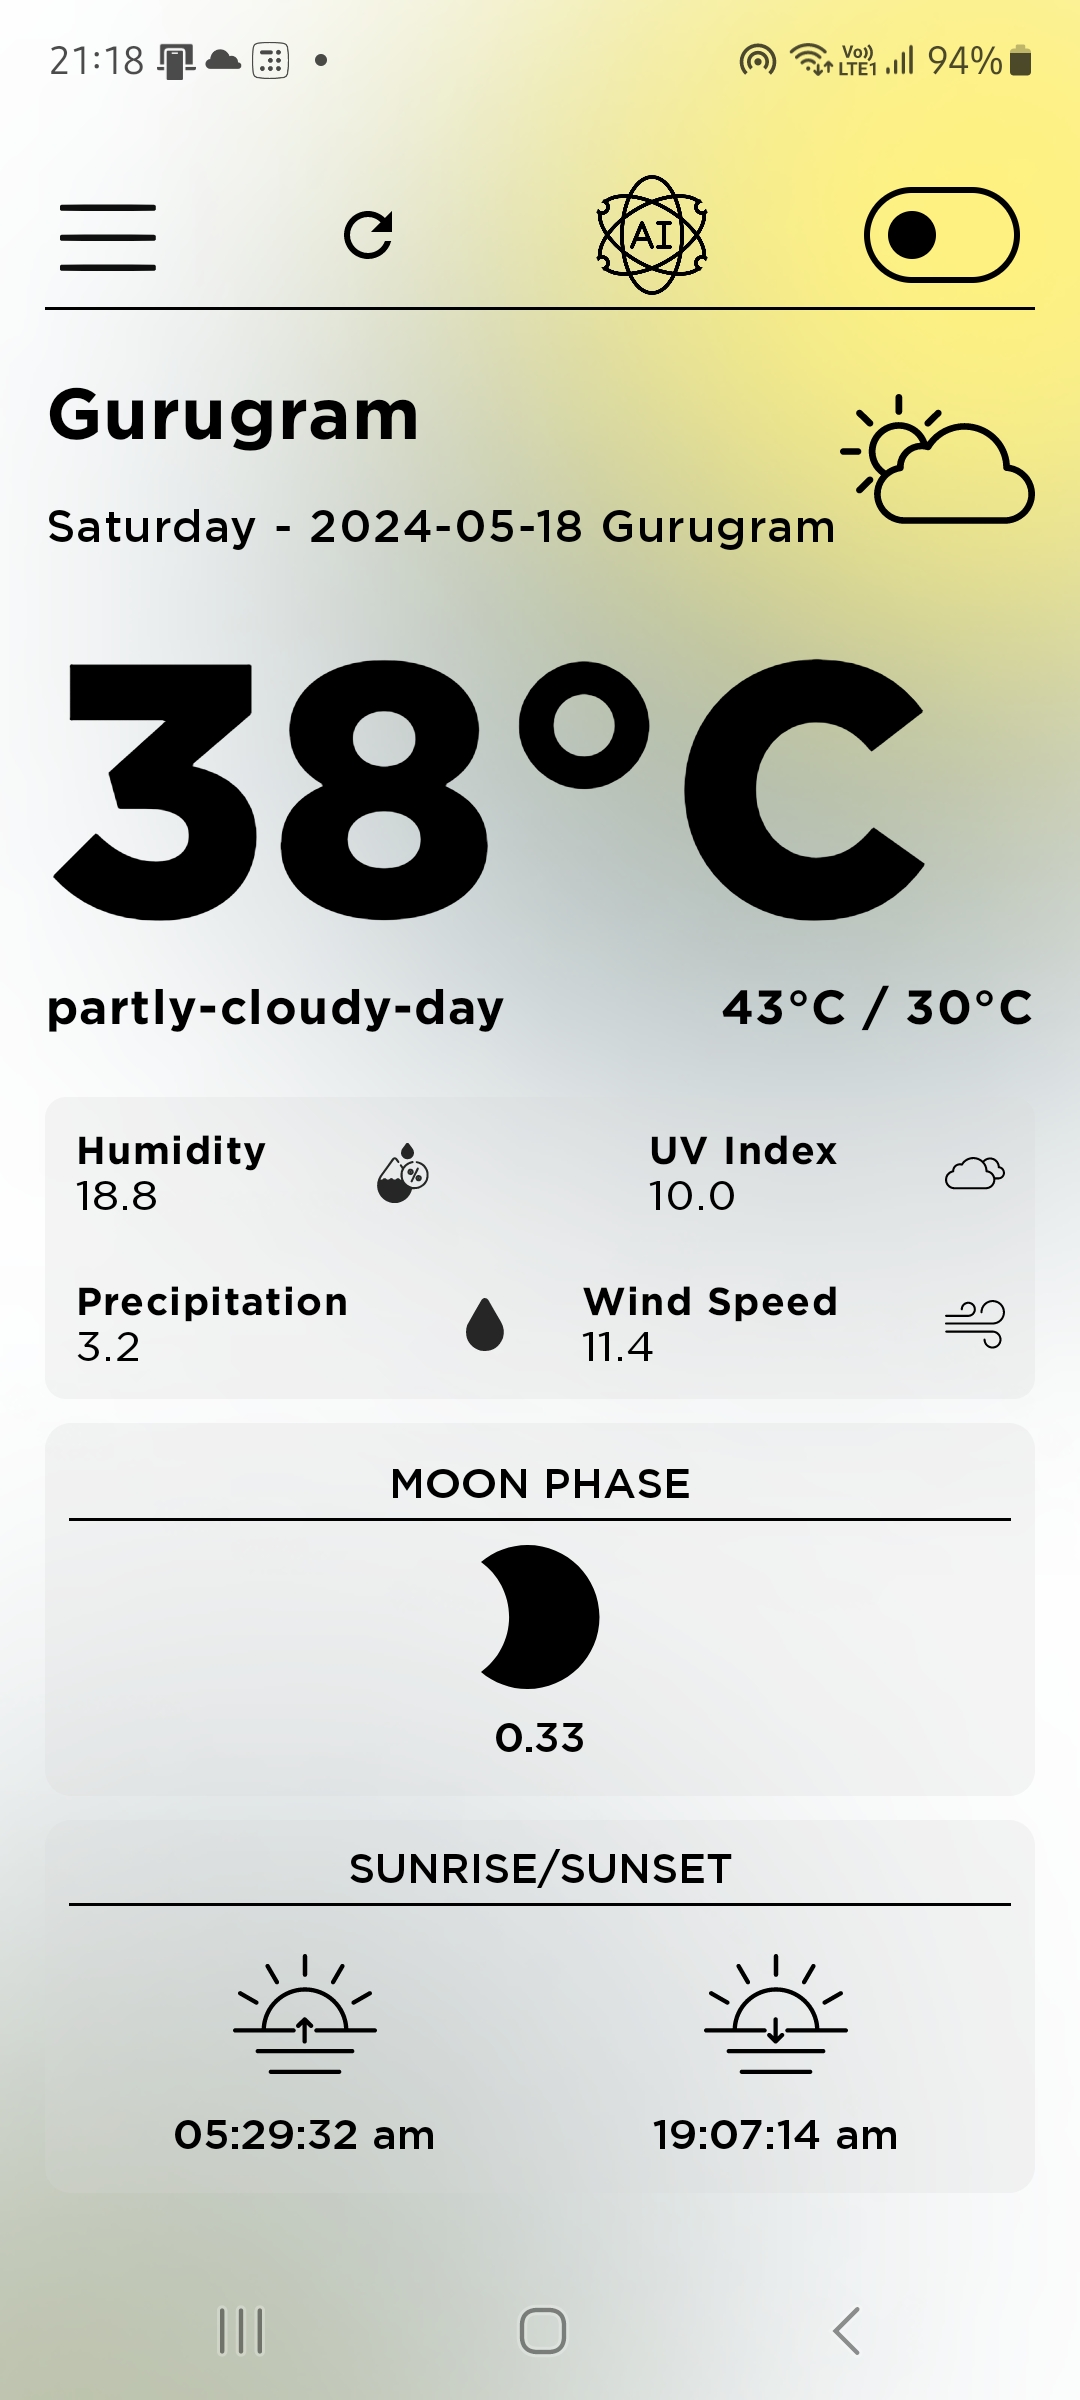 21:18 Vo)) LTE1 94%
AI
Gurugram
Saturday - 2024-05-18 Gurugram
38°C
partly-cloudy-day 43°C / 30°C
Humidity UV Index
18.8 % 10.0
Precipitation Wind Speed
3.2 11.4
MOON PHASE
0.33
SUNRISE/SUNSET
05:29:32 am 19:07:14 am